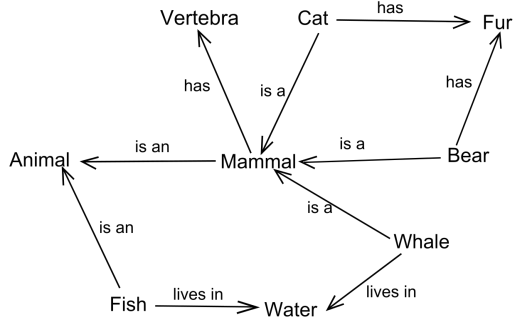 Vertebra
Cat
has
Fur
has
is a
has
Animal
is an
Mammal
is a
Bear
is an
is a
Whale
Fish
lives in
Water
lives in